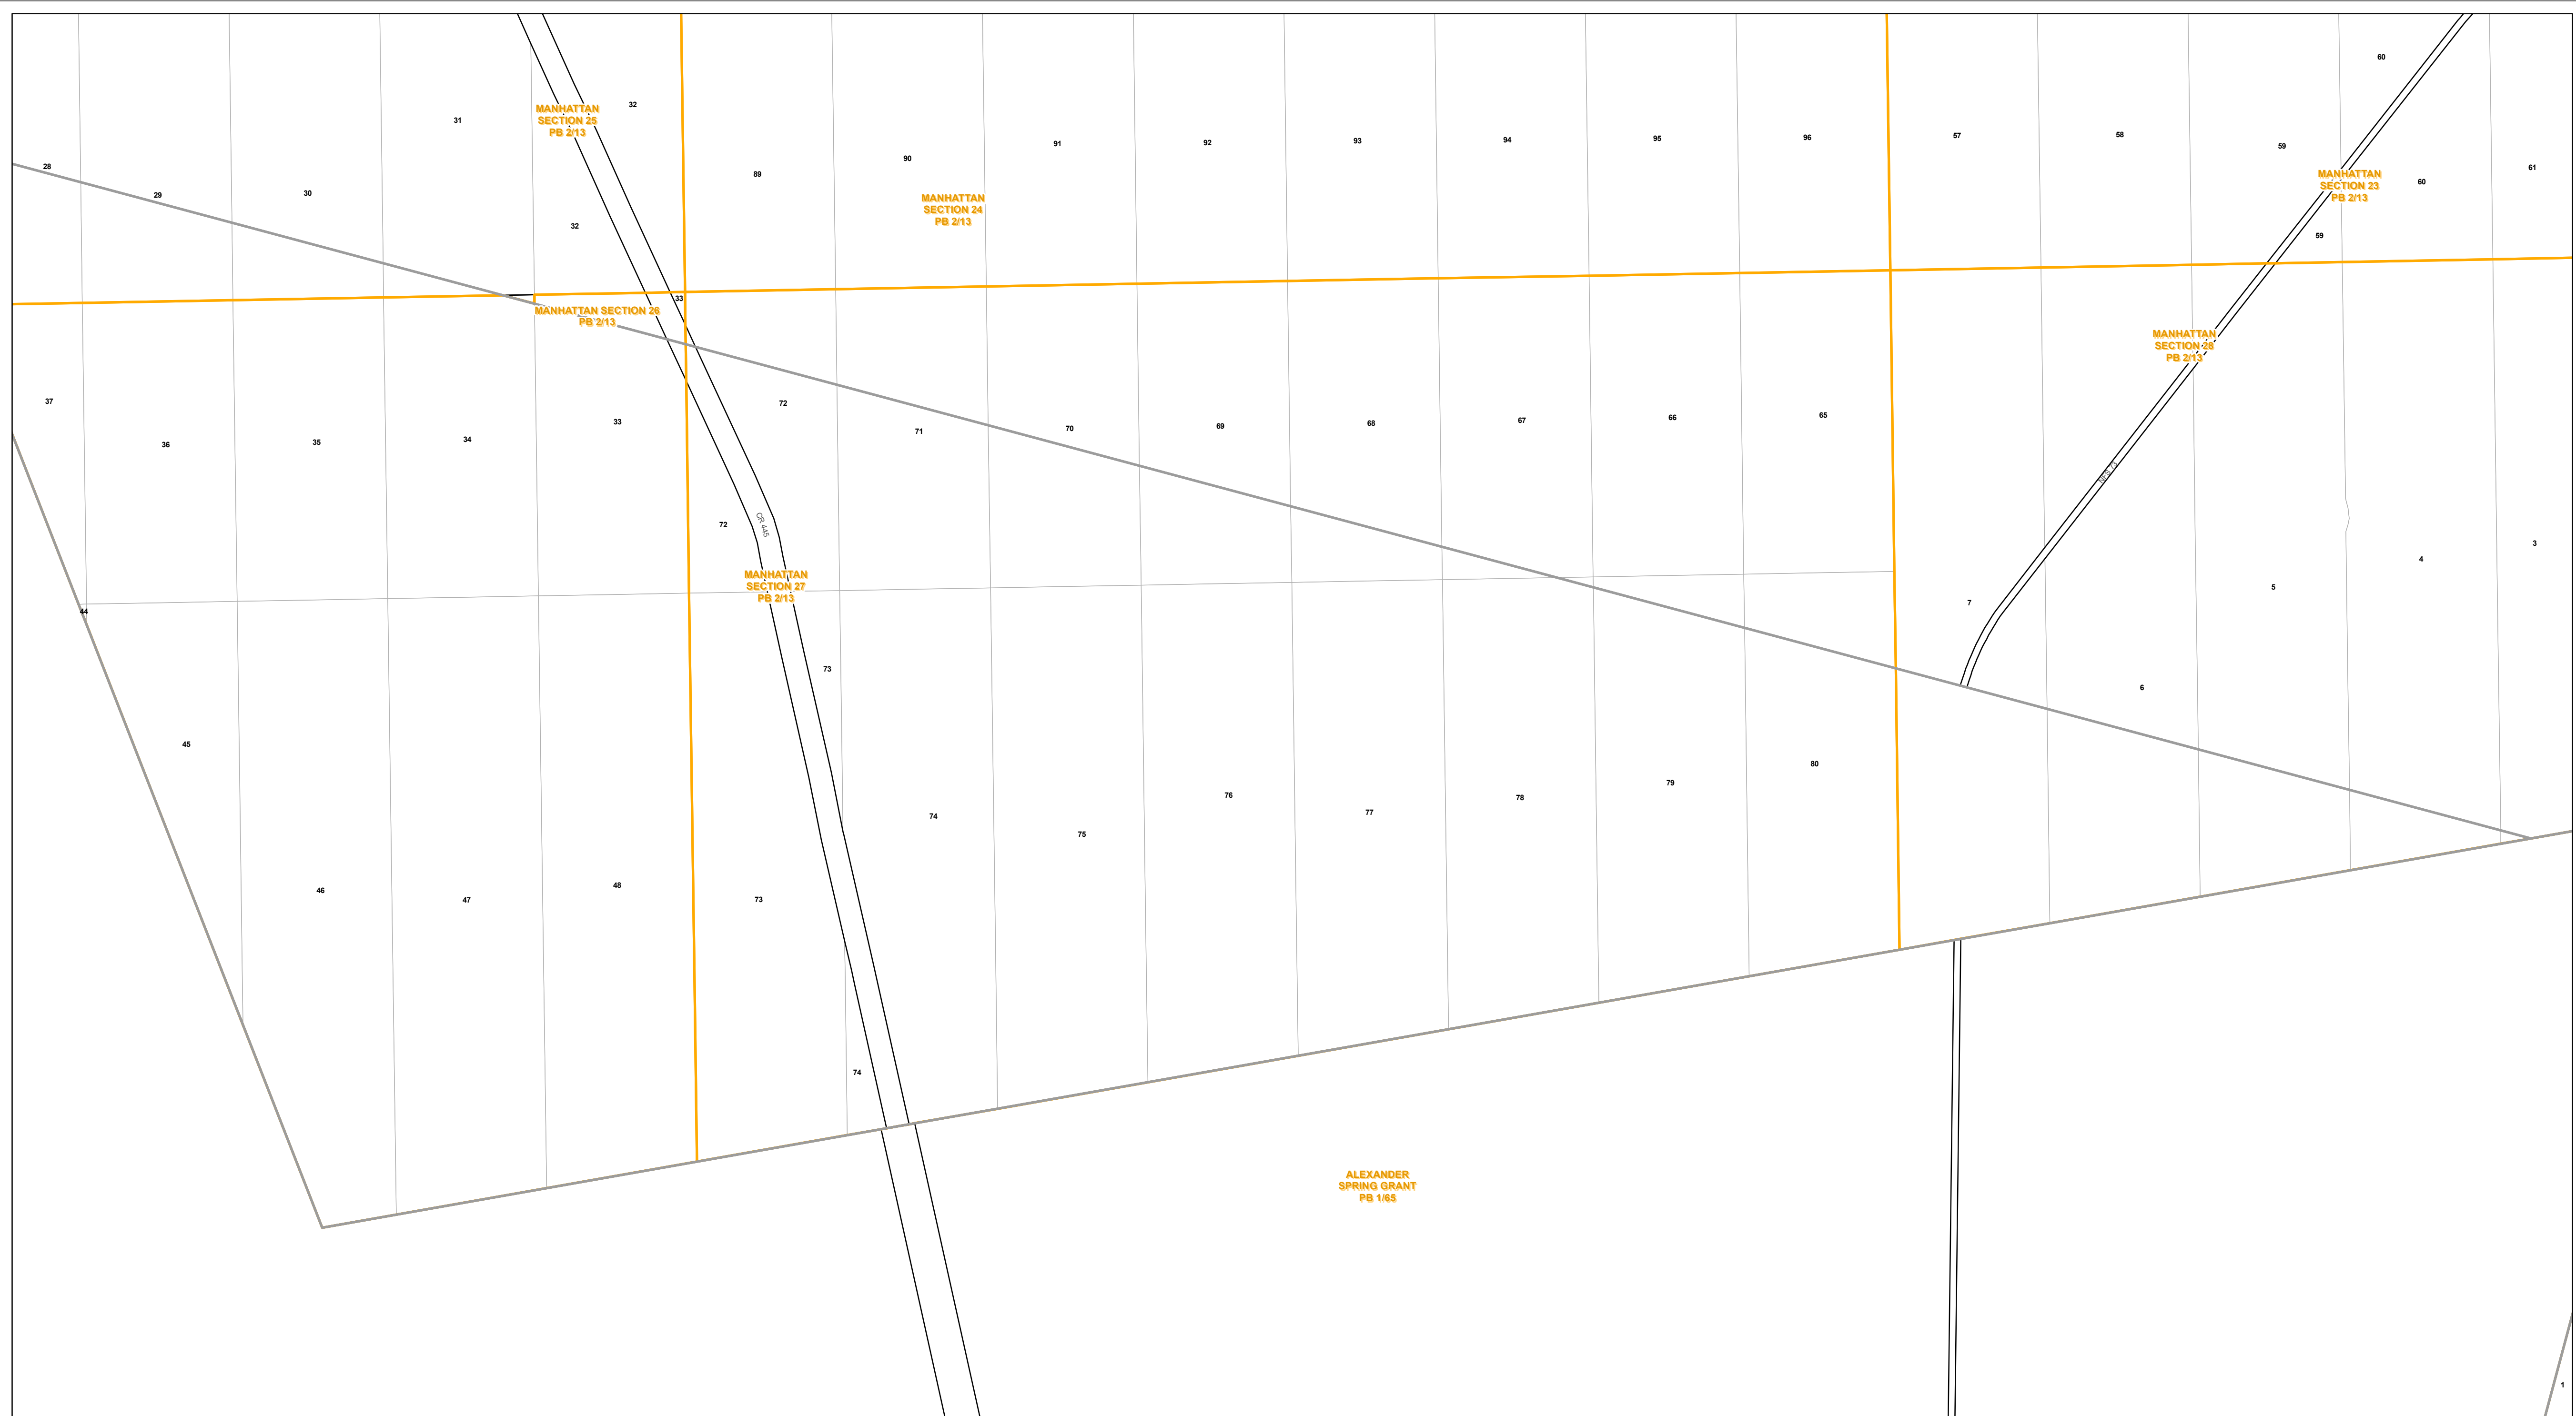 60
32
MANHATTAN
SECTION 25
PB 2/13
31
58
57
96
95
94
93
92
91
59
90
28
61
89
MANHATTAN
SECTION 23
PB 2/13
60
29
30
MANHATTAN
SECTION 24
PB 2/13
32
59
33
MANHATTAN SECTION 26
PB 2/13
MANHATTAN
SECTION 28
PB 2/13
37
72
65
66
67
33
68
69
70
71
34
35
36
NFS 73
72
CR 445
3
4
MANHATTAN
SECTION 27
PB 2/13
5
7
44
73
6
45
80
79
76
78
77
74
75
48
46
47
73
74
ALEXANDER
SPRING GRANT
PB 1/65
1